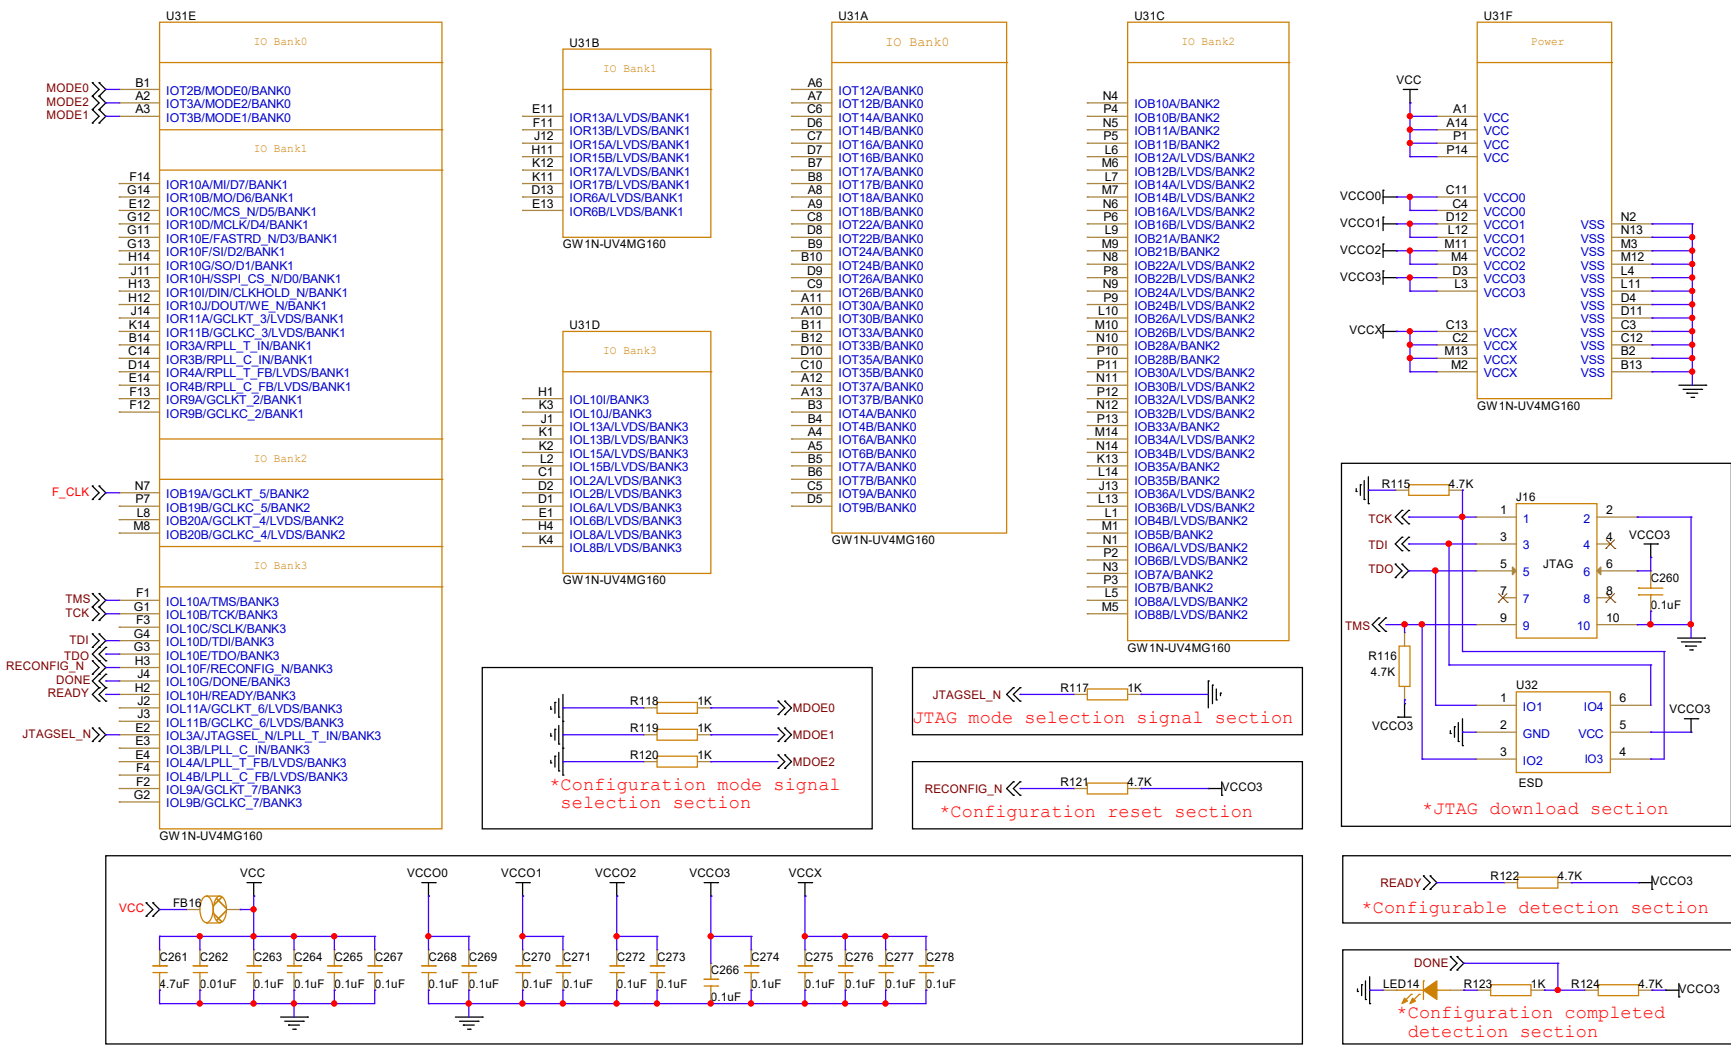 U31E
IO Bank0
MODE0 B1 IOT2B/MODE0/BANK0
MODE2 A2 IOT3A/MODE2/BANK0
MODE1 A3 IOT3B/MODE1/BANK0
IO Bank1
F14 IOR10A/MI/D7/BANK1
G14 IOR10B/MO/D6/BANK1
E12 IOR10C/MCS_N/D5/BANK1
G12 IOR10D/MCLK/D4/BANK1
G11 IOR10E/FASTRD_N/D3/BANK1
G13 IOR10F/SI/D2/BANK1
H14 IOR10G/SO/D1/BANK1
J11 IOR10H/SSPI_CS_N/D0/BANK1
H13 IOR10I/DIN/CLKHOLD_N/BANK1
H12 IOR10J/DOUT/WE_N/BANK1
J14 IOR11A/GCLKT_3/LVDS/BANK1
K14 IOR11B/GCLKC_3/LVDS/BANK1
B14 IOR3A/RPLL_T_IN/BANK1
C14 IOR3B/RPLL_C_IN/BANK1
D14 IOR4A/RPLL_T_FB/LVDS/BANK1
E14 IOR4B/RPLL_C_FB/LVDS/BANK1
F13 IOR9A/GCLKT_2/BANK1
F12 IOR9B/GCLKC_2/BANK1
IO Bank2
F_CLK N7 IOB19A/GCLKT_5/BANK2
P7 IOB19B/GCLKC_5/BANK2
L8 IOB20A/GCLKT_4/LVDS/BANK2
M8 IOB20B/GCLKC_4/LVDS/BANK2
IO Bank3
TMS F1 IOL10A/TMS/BANK3
TCK G1 IOL10B/TCK/BANK3
F3 IOL10C/SCLK/BANK3
TDI G4 IOL10D/TDI/BANK3
TDO G3 IOL10E/TDO/BANK3
RECONFIG_N H3 IOL10F/RECONFIG_N/BANK3
DONE J4 IOL10G/DONE/BANK3
READY H2 IOL10H/READY/BANK3
J2 IOL11A/GCLKT_6/LVDS/BANK3
J3 IOL11B/GCLKC_6/LVDS/BANK3
JTAGSEL_N E2 IOL3A/JTAGSEL_N/LPLL_T_IN/BANK3
E3 IOL3B/LPLL_C_IN/BANK3
E4 IOL4A/LPLL_T_FB/LVDS/BANK3
F4 IOL4B/LPLL_C_FB/LVDS/BANK3
F2 IOL9A/GCLKT_7/BANK3
G2 IOL9B/GCLKC_7/BANK3
GW1N-UV4MG160
U31B
IO Bank1
E11 IOR13A/LVDS/BANK1
F11 IOR13B/LVDS/BANK1
J12 IOR15A/LVDS/BANK1
H11 IOR15B/LVDS/BANK1
K12 IOR17A/LVDS/BANK1
K11 IOR17B/LVDS/BANK1
D13 IOR6A/LVDS/BANK1
E13 IOR6B/LVDS/BANK1
GW1N-UV4MG160
U31D
IO Bank3
H1 IOL10I/BANK3
K3 IOL10J/BANK3
J1 IOL13A/LVDS/BANK3
K1 IOL13B/LVDS/BANK3
K2 IOL15A/LVDS/BANK3
L2 IOL15B/LVDS/BANK3
C1 IOL2A/LVDS/BANK3
D2 IOL2B/LVDS/BANK3
D1 IOL6A/LVDS/BANK3
E1 IOL6B/LVDS/BANK3
H4 IOL8A/LVDS/BANK3
K4 IOL8B/LVDS/BANK3
GW1N-UV4MG160
U31A
IO Bank0
A6 IOT12A/BANK0
A7 IOT12B/BANK0
C6 IOT14A/BANK0
D6 IOT14B/BANK0
C7 IOT16A/BANK0
D7 IOT16B/BANK0
B7 IOT17A/BANK0
B8 IOT17B/BANK0
A8 IOT18A/BANK0
A9 IOT18B/BANK0
C8 IOT22A/BANK0
D8 IOT22B/BANK0
B9 IOT24A/BANK0
B10 IOT24B/BANK0
D9 IOT26A/BANK0
C9 IOT26B/BANK0
A11 IOT30A/BANK0
A10 IOT30B/BANK0
B11 IOT33A/BANK0
B12 IOT33B/BANK0
D10 IOT35A/BANK0
C10 IOT35B/BANK0
A12 IOT37A/BANK0
A13 IOT37B/BANK0
B3 IOT4A/BANK0
B4 IOT4B/BANK0
A4 IOT6A/BANK0
A5 IOT6B/BANK0
B5 IOT7A/BANK0
B6 IOT7B/BANK0
C5 IOT9A/BANK0
D5 IOT9B/BANK0
GW1N-UV4MG160
U31C
IO Bank2
N4 IOB10A/BANK2
P4 IOB10B/BANK2
N5 IOB11A/BANK2
P5 IOB11B/BANK2
L6 IOB12A/LVDS/BANK2
M6 IOB12B/LVDS/BANK2
L7 IOB14A/LVDS/BANK2
M7 IOB14B/LVDS/BANK2
N6 IOB16A/LVDS/BANK2
P6 IOB16B/LVDS/BANK2
L9 IOB21A/BANK2
M9 IOB21B/BANK2
N8 IOB22A/LVDS/BANK2
P8 IOB22B/LVDS/BANK2
N9 IOB24A/LVDS/BANK2
P9 IOB24B/LVDS/BANK2
L10 IOB26A/LVDS/BANK2
M10 IOB26B/LVDS/BANK2
N10 IOB28A/BANK2
P10 IOB28B/BANK2
P11 IOB30A/LVDS/BANK2
N11 IOB30B/LVDS/BANK2
P12 IOB32A/LVDS/BANK2
N12 IOB32B/LVDS/BANK2
P13 IOB33A/BANK2
M14 IOB34A/LVDS/BANK2
N14 IOB34B/LVDS/BANK2
K13 IOB35A/BANK2
L14 IOB35B/BANK2
J13 IOB36A/LVDS/BANK2
L13 IOB36B/LVDS/BANK2
L1 IOB4B/LVDS/BANK2
M1 IOB5B/BANK2
N1 IOB6A/LVDS/BANK2
P2 IOB6B/LVDS/BANK2
N3 IOB7A/BANK2
P3 IOB7B/BANK2
L5 IOB8A/LVDS/BANK2
M5 IOB8B/LVDS/BANK2
GW1N-UV4MG160
U31F
Power
VCC
A1 VCC
A14 VCC
P1 VCC
P14 VCC
VCCO0 C11 VCCO0
C4 VCCO0
VCCO1 D12 VCCO1
L12 VCCO1
VCCO2 M11 VCCO2
M4 VCCO2
VCCO3 D3 VCCO3
L3 VCCO3
VCCX C13 VCCX
C2 VCCX
M13 VCCX
M2 VCCX
VSS N2
VSS N13
VSS M3
VSS M12
VSS L4
VSS L11
VSS D4
VSS D11
VSS C3
VSS C12
VSS B2
VSS B13
GW1N-UV4MG160
R115 4.7K
J16
TCK 1 1 2 2
TDI 3 3 4 4
VCCO3
TDO 5 5 JTAG 6 6
C260
0.1uF
7 7 8 8
TMS 9 9 10 10
R116
4.7K
VCCO3
U32
1 IO1 IO4 6
2 GND VCC 5 VCCO3
3 IO2 IO3 4
ESD
*JTAG download section
R118 1K MDOE0
R119 1K MDOE1
R120 1K MDOE2
*Configuration mode signal
selection section
JTAGSEL_N R117 1K
JTAG mode selection signal section
RECONFIG_N R121 4.7K VCCO3
*Configuration reset section
VCC VCCO0 VCCO1 VCCO2 VCCO3 VCCX
VCC FB16
C261 C262 C263 C264 C265 C267 C268 C269 C270 C271 C272 C273 C266 C274 C275 C276 C277 C278
4.7uF 0.01uF 0.1uF 0.1uF 0.1uF 0.1uF 0.1uF 0.1uF 0.1uF 0.1uF 0.1uF 0.1uF 0.1uF 0.1uF 0.1uF 0.1uF 0.1uF 0.1uF
READY R122 4.7K VCCO3
*Configurable detection section
DONE
LED14 R123 1K R124 4.7K VCCO3
*Configuration completed
detection section